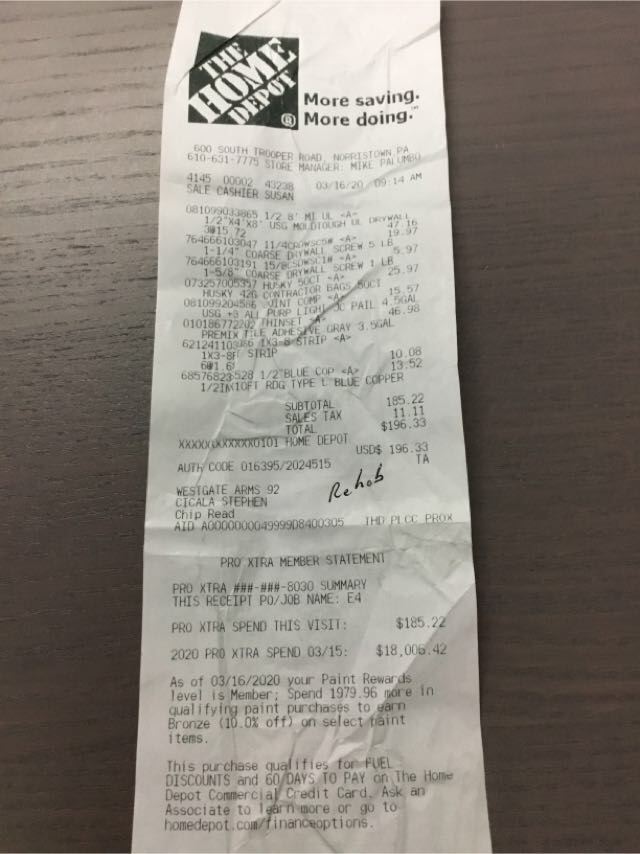 THE
HOME
DEPOT
®
More saving.
More doing.™
600 SOUTH TROOPER ROAD, NORRISTOWN PA
610-631-7775 STORE MANAGER: MIKE PALUMBO
4145 00002 43238 03/16/20 09:14 AM
SALE CASHIER SUSAN
081099033865 1/2 8' MT UL <A>
1/2"X4'X8' USG MOLDTOUGH UL DRYWALL
3@15.72 47.16
764666103047 11/4CDWSC5# <A> 19.97
1-1/4" COARSE DRYWALL SCREW 5 LB
764666103191 15/8CSDWSC1# <A> 5.97
1-5/8" COARSE DRYWALL SCREW 1 LB
073257005357 HUSKY 50CT <A> 25.97
HUSKY 42G CONTRACTOR BAGS 50CT
081099204586 JOINT COMP <A> 15.57
USG +3 ALL PURP LIGHT JC PAIL 4.5GAL
010186772202 THINSET <A> 46.98
PREMIX TILE ADHESIVE GRAY 3.5GAL
621241103986 1X3-8 STRIP <A>
1X3-8FT STRIP
6@1.68 10.08
68576823528 1/2"BLUE COP <A> 13.52
1/2INX10FT RDG TYPE L BLUE COPPER
SUBTOTAL 185.22
SALES TAX 11.11
TOTAL $196.33
XXXXXXXXXXXX0101 HOME DEPOT
USD$ 196.33
AUTH CODE 016395/2024515 TA
Rehab
WESTGATE ARMS 92
CICALA STEPHEN
Chip Read
AID A0000000049999D8400305 THD PLCC PROX
PRO XTRA MEMBER STATEMENT
PRO XTRA ###-###-8030 SUMMARY
THIS RECEIPT PO/JOB NAME: E4
PRO XTRA SPEND THIS VISIT: $185.22
2020 PRO XTRA SPEND 03/15: $18,006.42
As of 03/16/2020 your Paint Rewards
level is Member; Spend 1979.96 more in
qualifying paint purchases to earn
Bronze (10.0% off) on select paint
items.
This purchase qualifies for FUEL
DISCOUNTS and 60 DAYS TO PAY on The Home
Depot Commercial Credit Card. Ask an
Associate to learn more or go to
homedepot.com/financeoptions.